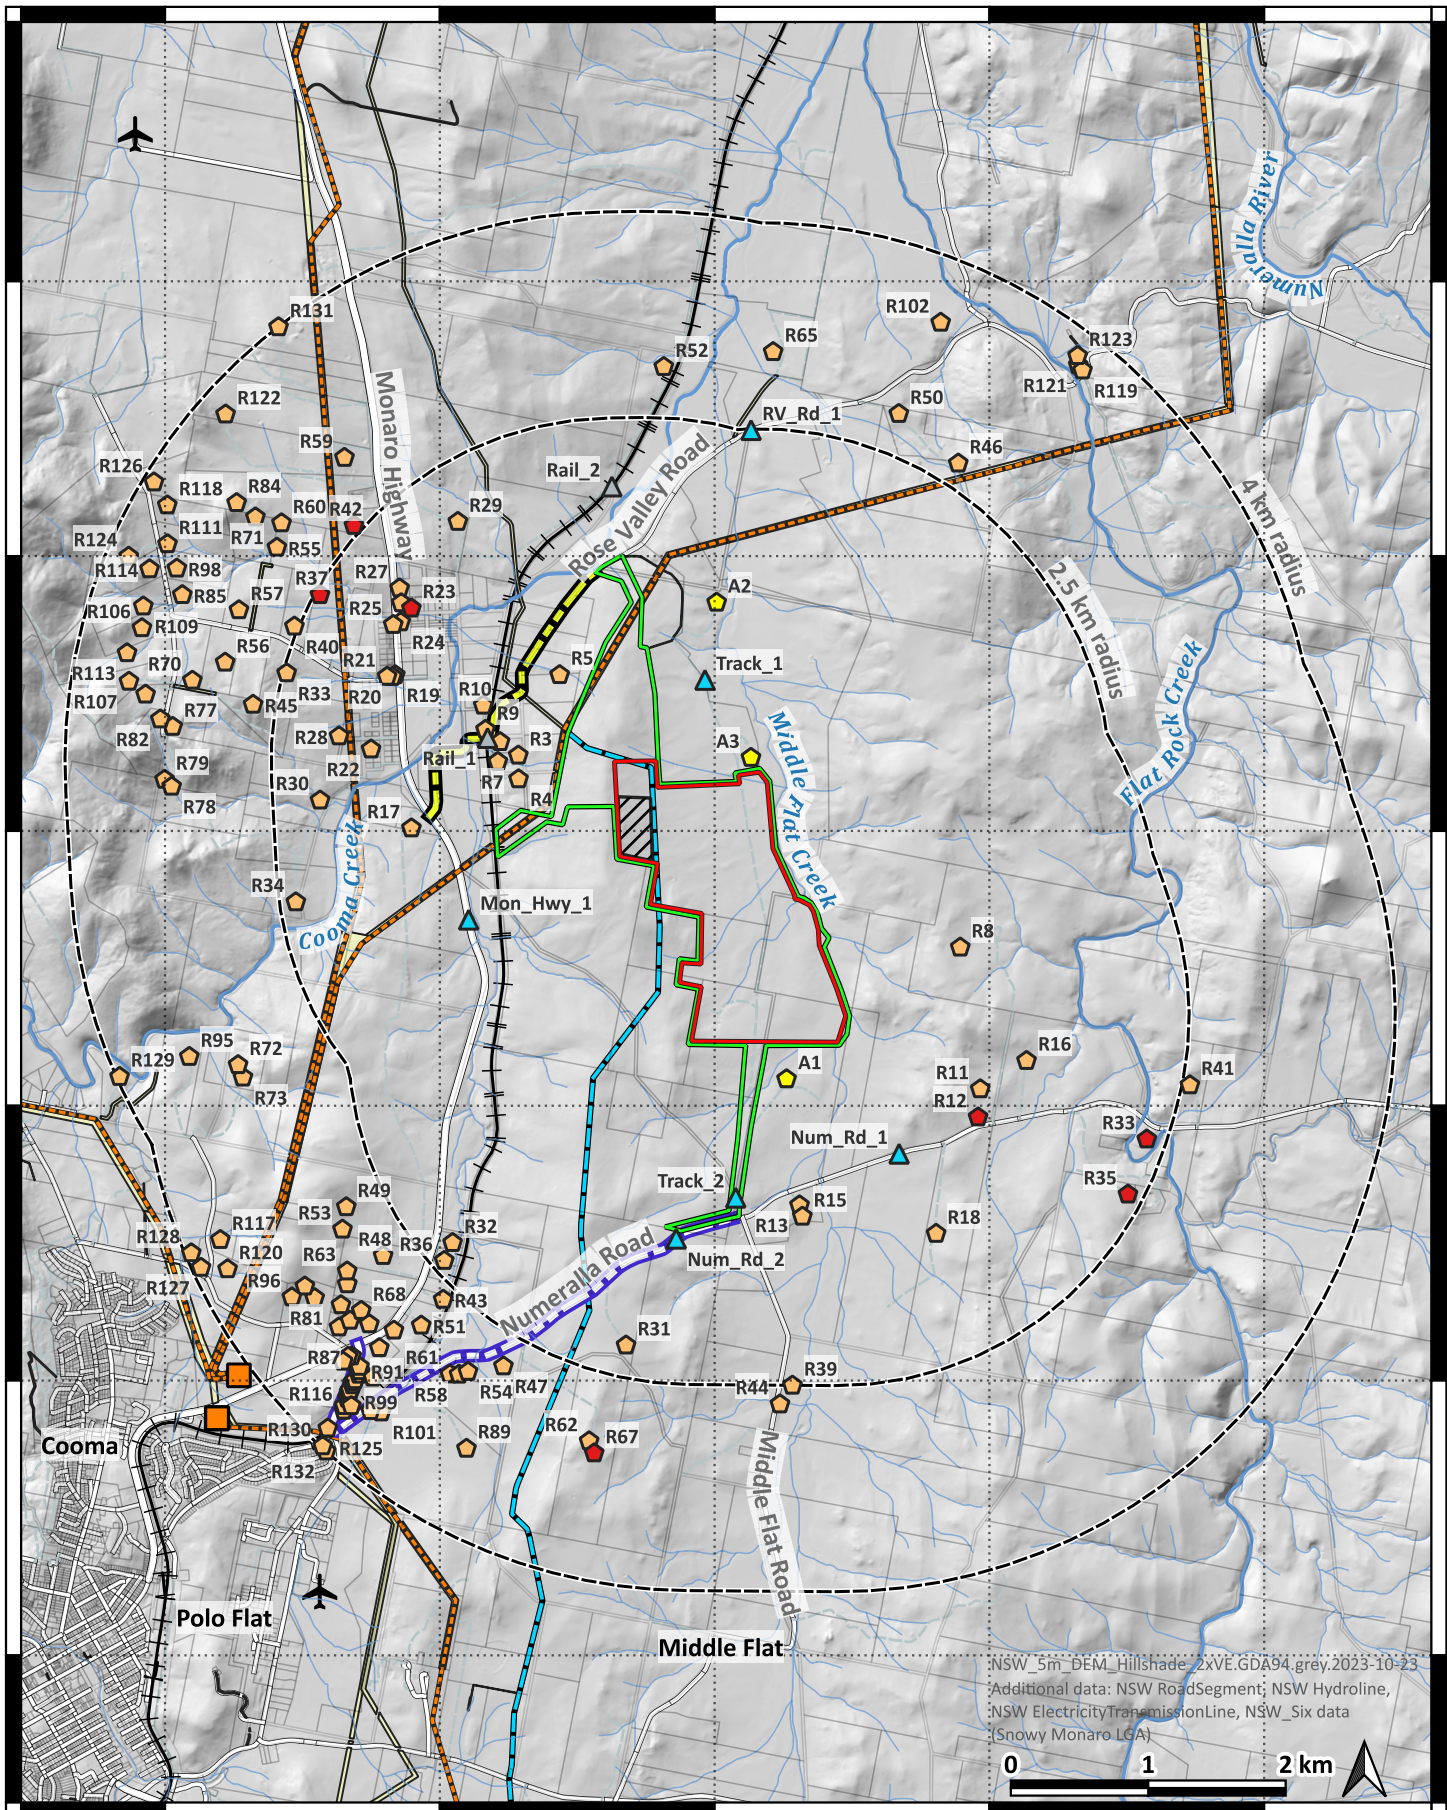 Numeralla River
R131
R102
R123
R65
R52
R121
R119
R122
Monaro Highway
RV_Rd_1
R50
R59
R46
Rail_2
R126
R118
R84
R60
R42
R29
Rose Valley Road
4 km radius
R111
R71
R124
R55
R114
R98
R37
R27
R23
2.5 km radius
A2
R106
R85
R57
R25
R109
R40
R24
R56
R21
R5
Track_1
R113
R70
R33
R20
R19
R10
R107
R45
R9
Middle Flat Creek
Flat Rock Creek
R77
R82
R28
R3
A3
R22
Rail_1
R79
R30
R7
R78
R4
R17
Cooma Creek
R34
Mon_Hwy_1
R8
R95
R72
R129
R16
R73
A1
R11
R41
R12
R33
Num_Rd_1
R35
Track_2
R49
R53
R15
R117
R32
R13
R18
R128
R48
R36
R120
R63
Numeralla Road
Num_Rd_2
R127
R96
R68
R43
R81
R51
R31
R87
R61
R91
R39
R116
R58
R54
R47
R44
R99
R130
R101
R89
R62
R67
Cooma
R125
R132
Middle Flat Road
Polo Flat
Middle Flat
NSW_5m_DEM_Hillshade_2xVE.GDA94.grey.2023-10-23
Additional data: NSW RoadSegment, NSW Hydroline,
NSW ElectricityTransmissionLine, NSW_Six data
(Snowy Monaro LGA)
0 1 2 km